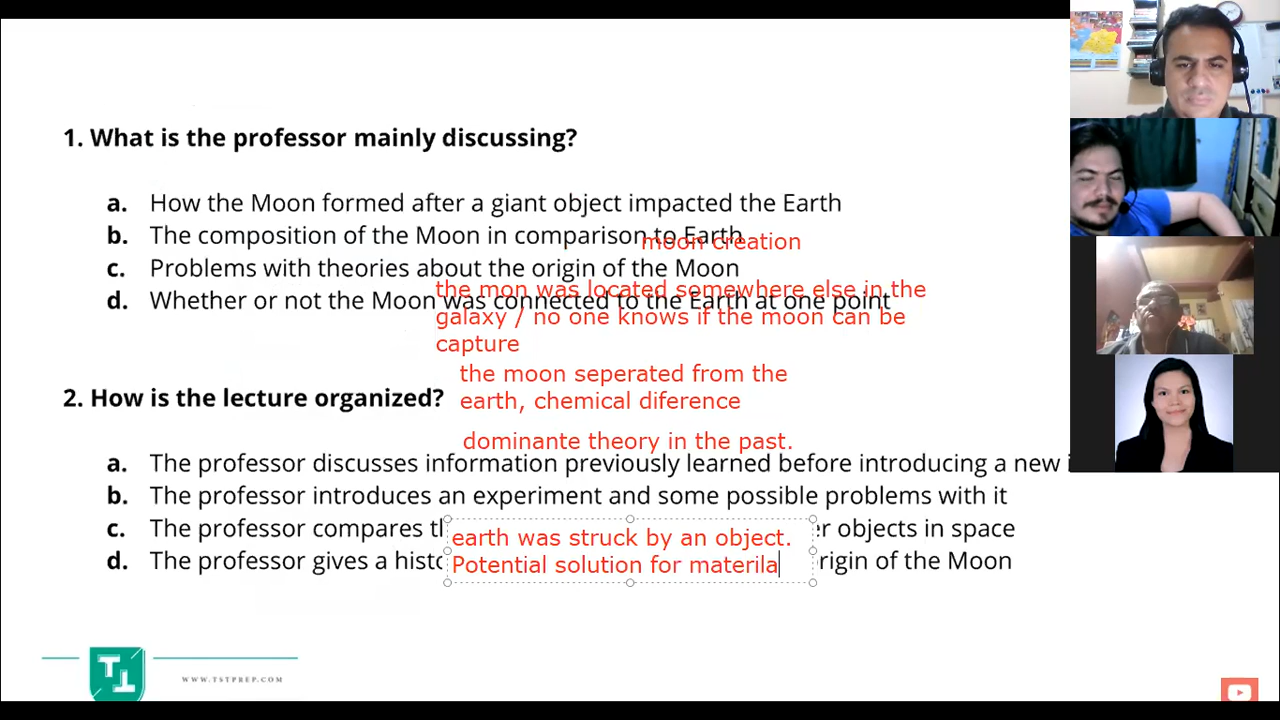 1. What is the professor mainly discussing?
a. How the Moon formed after a giant object impacted the Earth
b. The composition of the Moon in comparison to Earth
moon creation
c. Problems with theories about the origin of the Moon
the mon was located somewhere else in the
d. Whether or not the Moon was connected to the Earth at one point
galaxy / no one knows if the moon can be
capture
the moon seperated from the
2. How is the lecture organized?
earth, chemical diference
dominante theory in the past.
a. The professor discusses information previously learned before introducing a new
b. The professor introduces an experiment and some possible problems with it
c. The professor compares objects in space
earth was struck by an object.
d. The professor gives a of the Moon
Potential solution for materila
WWW.TSTPREP.COM